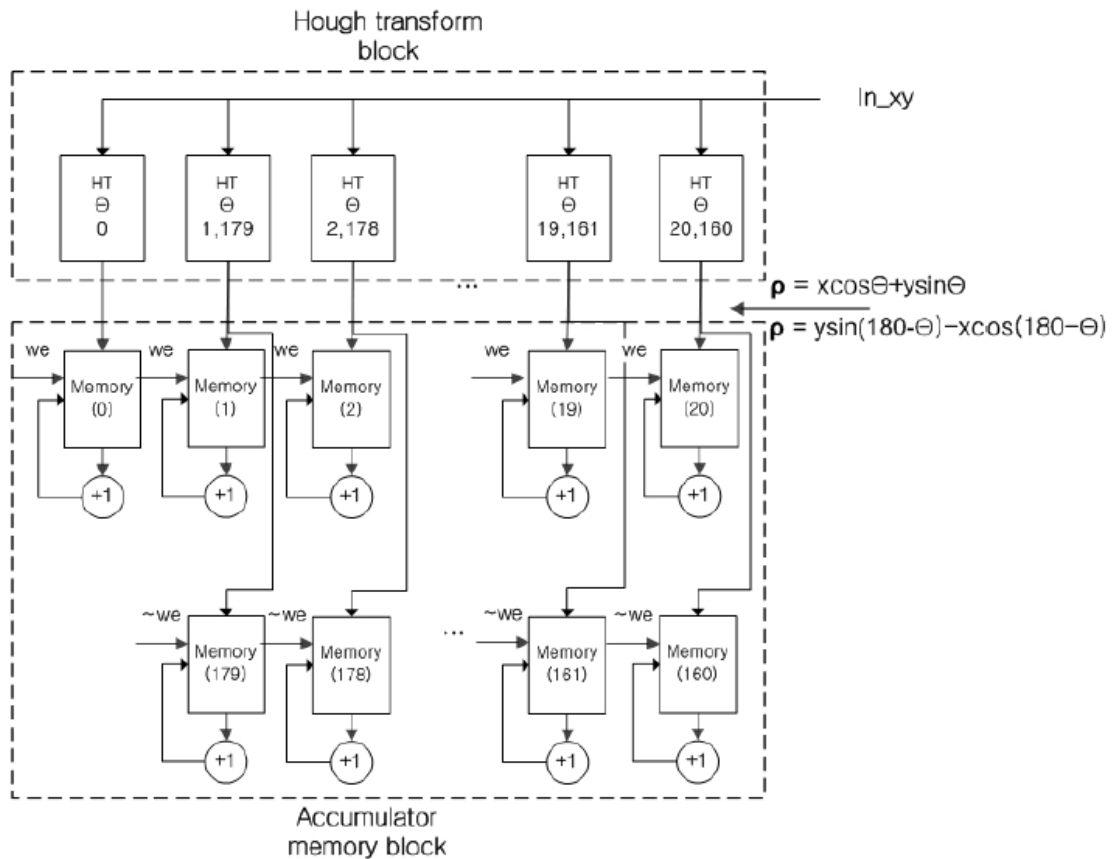 Hough transform
block
In_xy
HT
Θ
0
HT
Θ
1,179
HT
Θ
2,178
HT
Θ
19,161
HT
Θ
20,160
...
ρ = xcosΘ+ysinΘ
ρ = ysin(180-Θ)-xcos(180-Θ)
we
Memory
(0)
+1
we
Memory
(1)
+1
we
Memory
(2)
+1
we
Memory
(19)
+1
we
Memory
(20)
+1
~we
Memory
(179)
+1
~we
Memory
(178)
+1
...
~we
Memory
(161)
+1
~we
Memory
(160)
+1
Accumulator
memory block